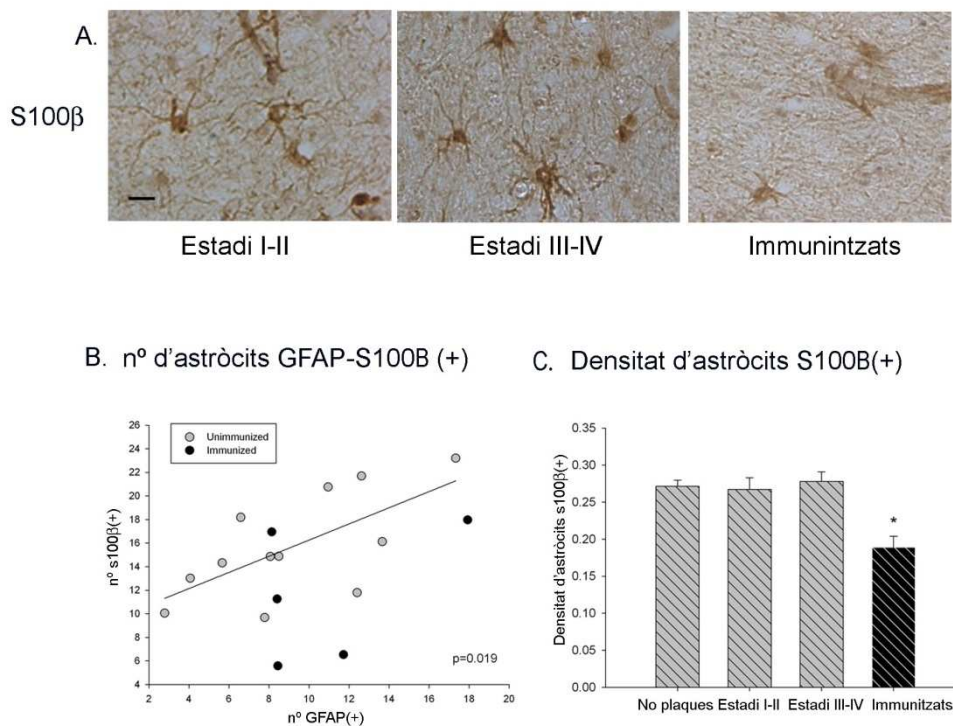 A.
S100β
Estadi I-II
Estadi III-IV
Immunintzats
B. nº d'astròcits GFAP-S100B (+)
26
24
22
20
18
16
14
12
10
8
6
4
nº s100β(+)
Unimmunized
Immunized
p=0.019
2 4 6 8 10 12 14 16 18 20
nº GFAP(+)
C. Densitat d'astròcits S100B(+)
0.35
0.30
0.25
0.20
0.15
0.10
0.05
0.00
Densitat d'astròcits s100β(+)
*
No plaques Estadi I-II Estadi III-IV Immunitzats